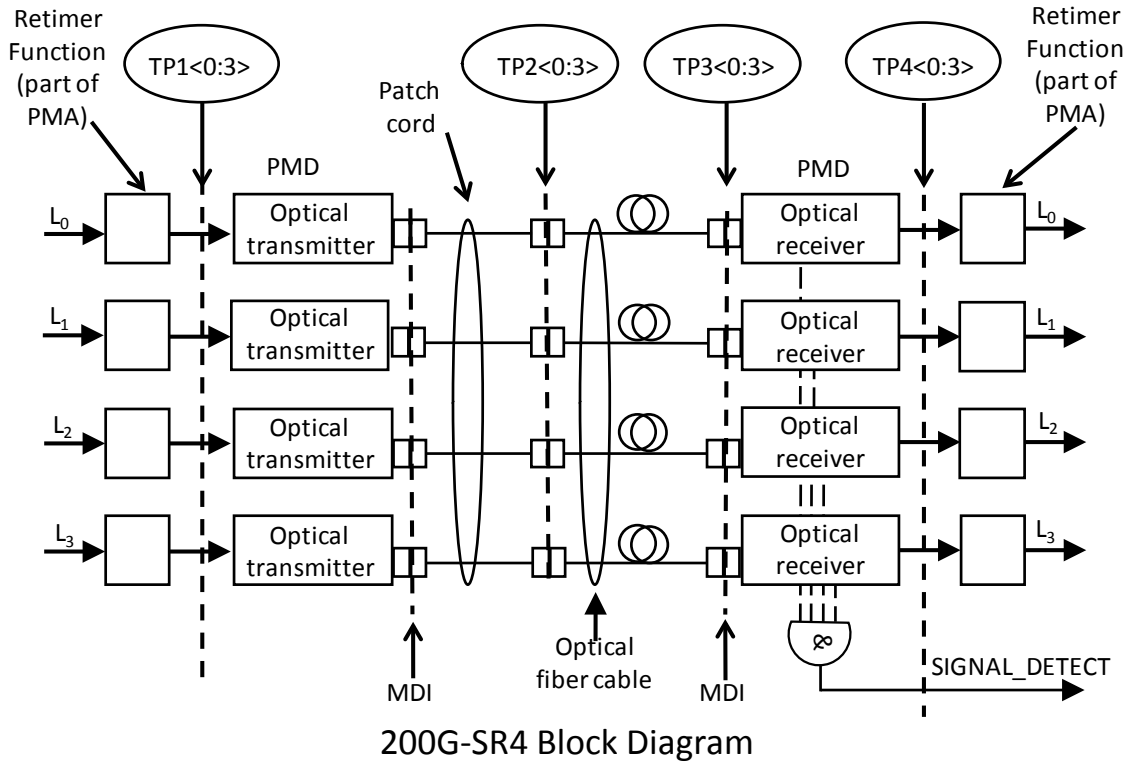 Retimer
Function
(part of
PMA)
TP1<0:3>
TP2<0:3>
TP3<0:3>
TP4<0:3>
Retimer
Function
(part of
PMA)
Patch
cord
PMD
PMD
L0
Optical
transmitter
Optical
receiver
L0
L1
Optical
transmitter
Optical
receiver
L1
L2
Optical
transmitter
Optical
receiver
L2
L3
Optical
transmitter
Optical
receiver
L3
&
MDI
Optical
fiber cable
MDI
SIGNAL_DETECT
200G-SR4 Block Diagram